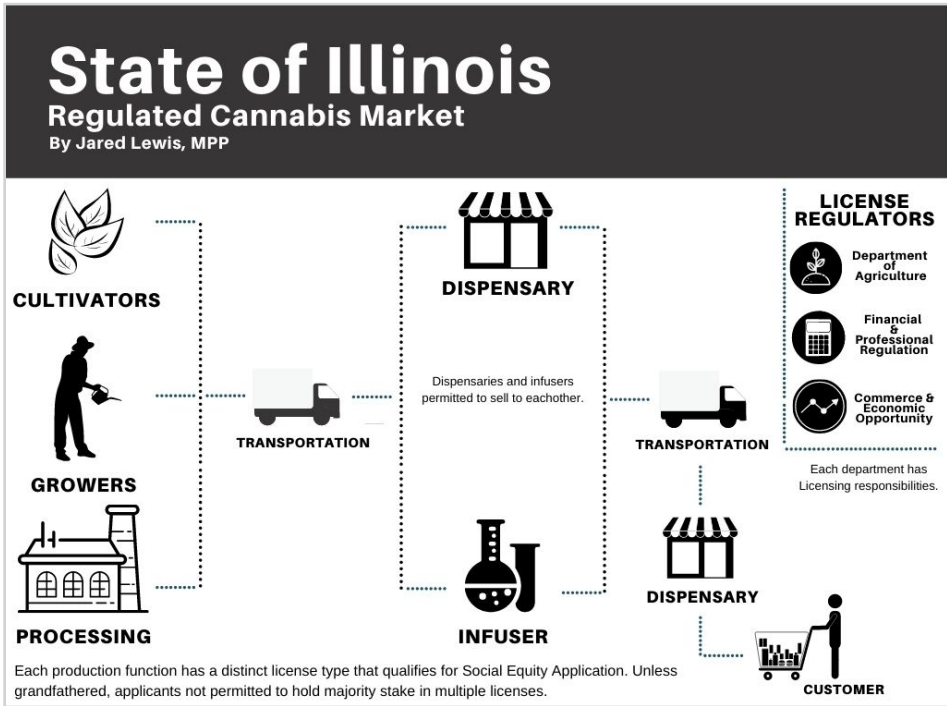 State of Illinois
Regulated Cannabis Market
By Jared Lewis, MPP
CULTIVATORS
GROWERS
PROCESSING
TRANSPORTATION
DISPENSARY
Dispensaries and infusers
permitted to sell to eachother.
INFUSER
TRANSPORTATION
DISPENSARY
CUSTOMER
LICENSE
REGULATORS
Department
of
Agriculture
Financial
&
Professional
Regulation
Commerce &
Economic
Opportunity
Each department has
Licensing responsibilities.
Each production function has a distinct license type that qualifies for Social Equity Application. Unless
grandfathered, applicants not permitted to hold majority stake in multiple licenses.